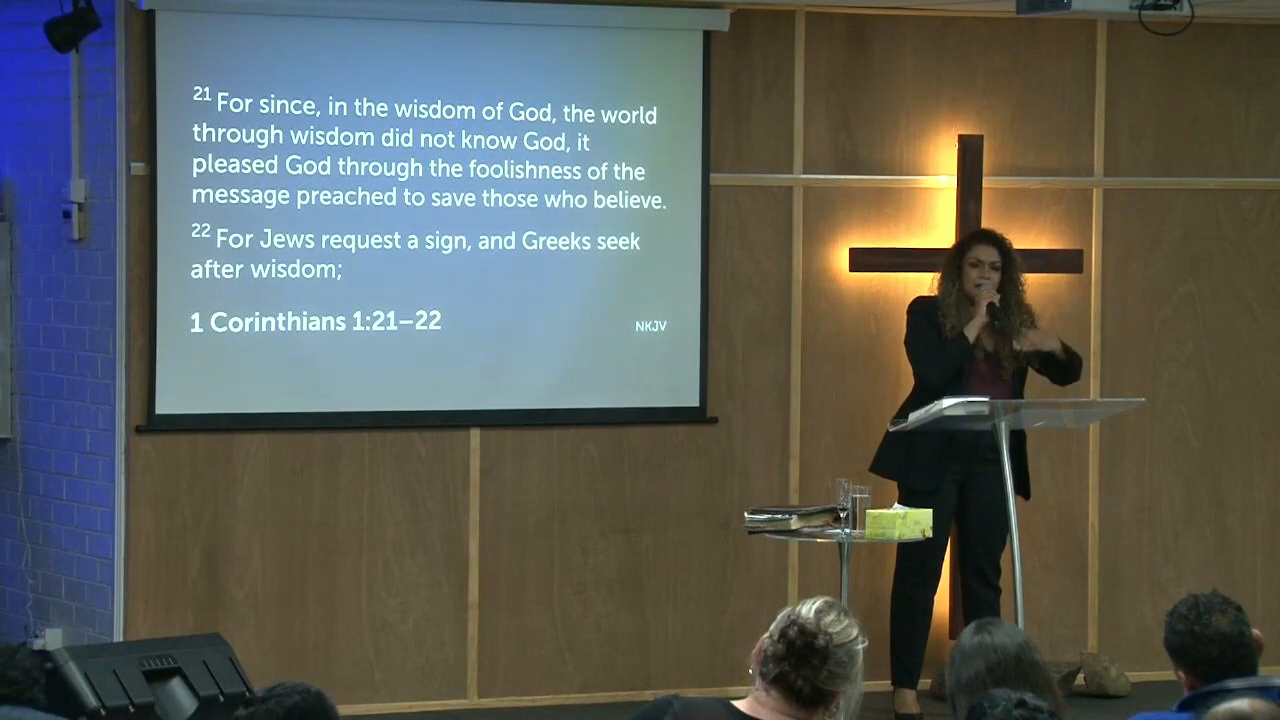 21 For since, in the wisdom of God, the world
through wisdom did not know God, it
pleased God through the foolishness of the
message preached to save those who believe.
22 For Jews request a sign, and Greeks seek
after wisdom;
1 Corinthians 1:21–22 NKJV